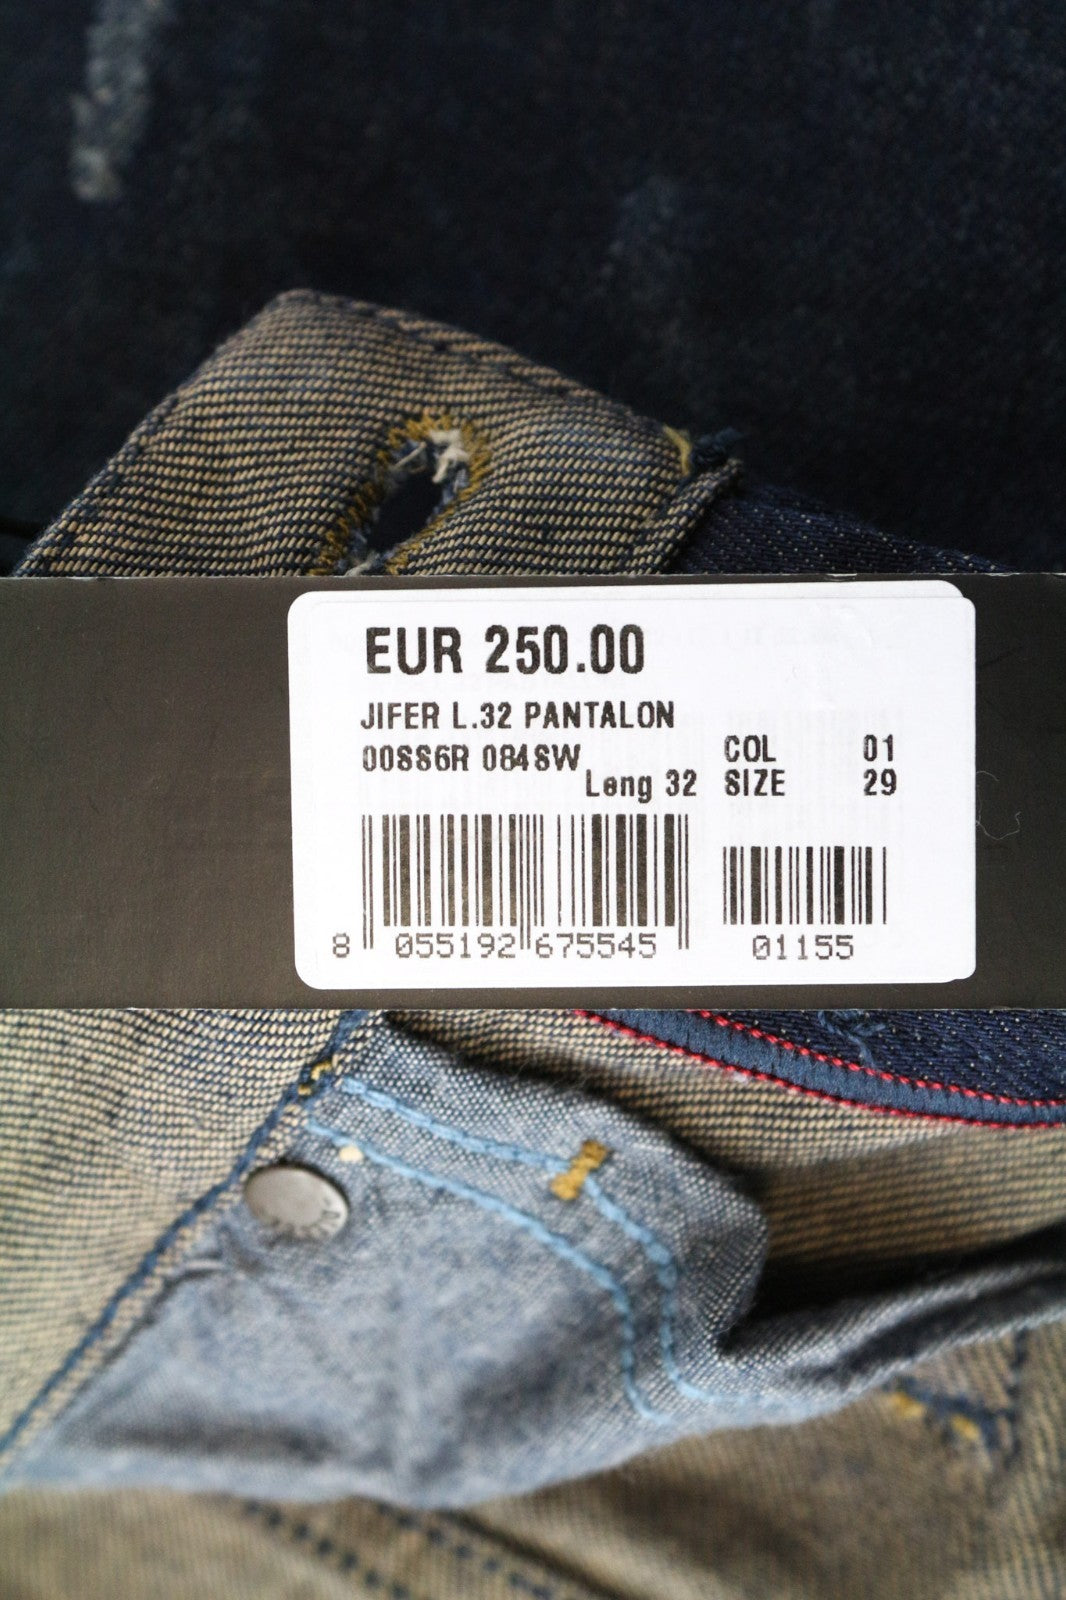 EUR 250.00
JIFER L.32 PANTALON
00SS6R 084SW
Leng 32
COL 01
SIZE 29
8 055192 675545
01155